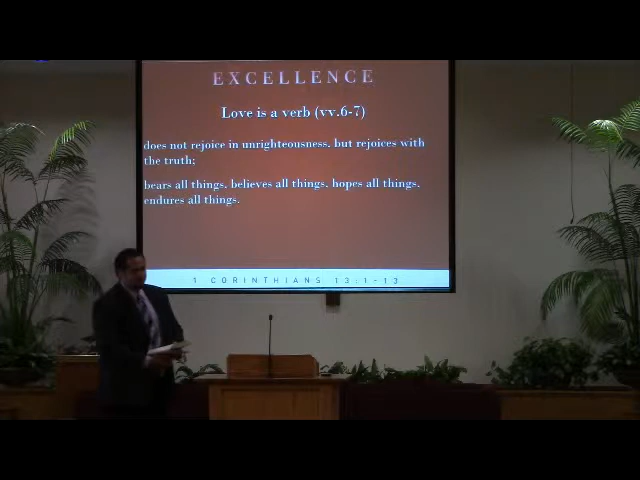 EXCELLENCE
Love is a verb (vv.6-7)
does not rejoice in unrighteousness, but rejoices with
the truth;
bears all things, believes all things, hopes all things,
endures all things.
1 CORINTHIANS 13:1-13